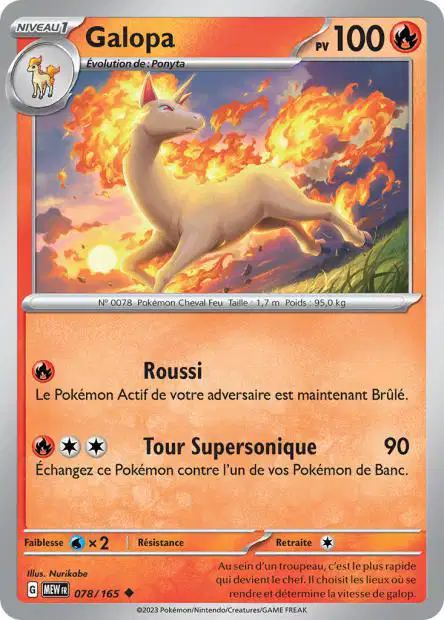 NIVEAU 1
Galopa
PV 100
Évolution de : Ponyta
N° 0078 Pokémon Cheval Feu Taille : 1,7 m Poids : 95,0 kg
Roussi
Le Pokémon Actif de votre adversaire est maintenant Brûlé.
Tour Supersonique 90
Échangez ce Pokémon contre l'un de vos Pokémon de Banc.
Faiblesse ×2 Résistance Retraite
Illus. Nurikabe
G MEW FR 078/165
Au sein d'un troupeau, c'est le plus rapide
qui devient le chef. Il choisit les lieux où se
rendre et détermine la vitesse de galop.
©2023 Pokémon/Nintendo/Creatures/GAME FREAK